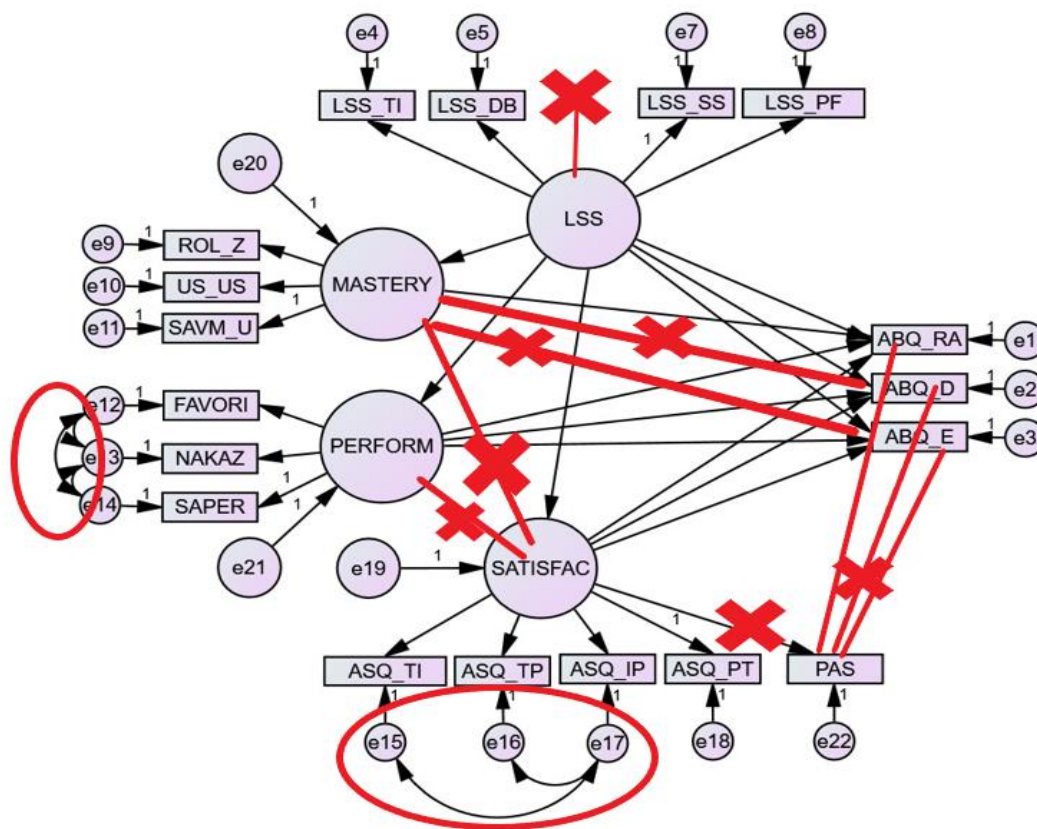 e4 e5 e7 e8
1 1 1 1
LSS_TI LSS_DB LSS_SS LSS_PF
1
e20
1
LSS
e9 1 ROL_Z
e10 1 US_US
MASTERY
e11 1 SAVM_U 1
ABQ_RA 1 e1
e12 1 FAVORI
ABQ_D 1 e2
PERFORM
ABQ_E 1 e3
e13 1 NAKAZ
e14 1 SAPER 1
1
e21
e19 1 SATISFAC
1
ASQ_TI ASQ_TP ASQ_IP ASQ_PT PAS
1 1 1 1 1
e15 e16 e17 e18 e22